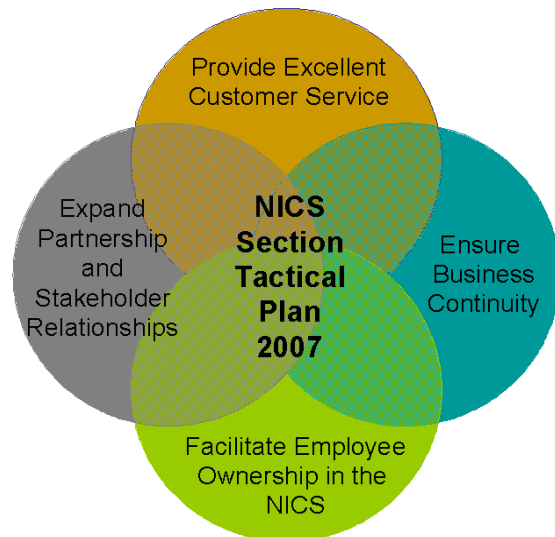 Provide Excellent
Customer Service
Expand
Partnership
and
Stakeholder
Relationships
NICS
Section
Tactical
Plan
2007
Ensure
Business
Continuity
Facilitate Employee
Ownership in the
NICS